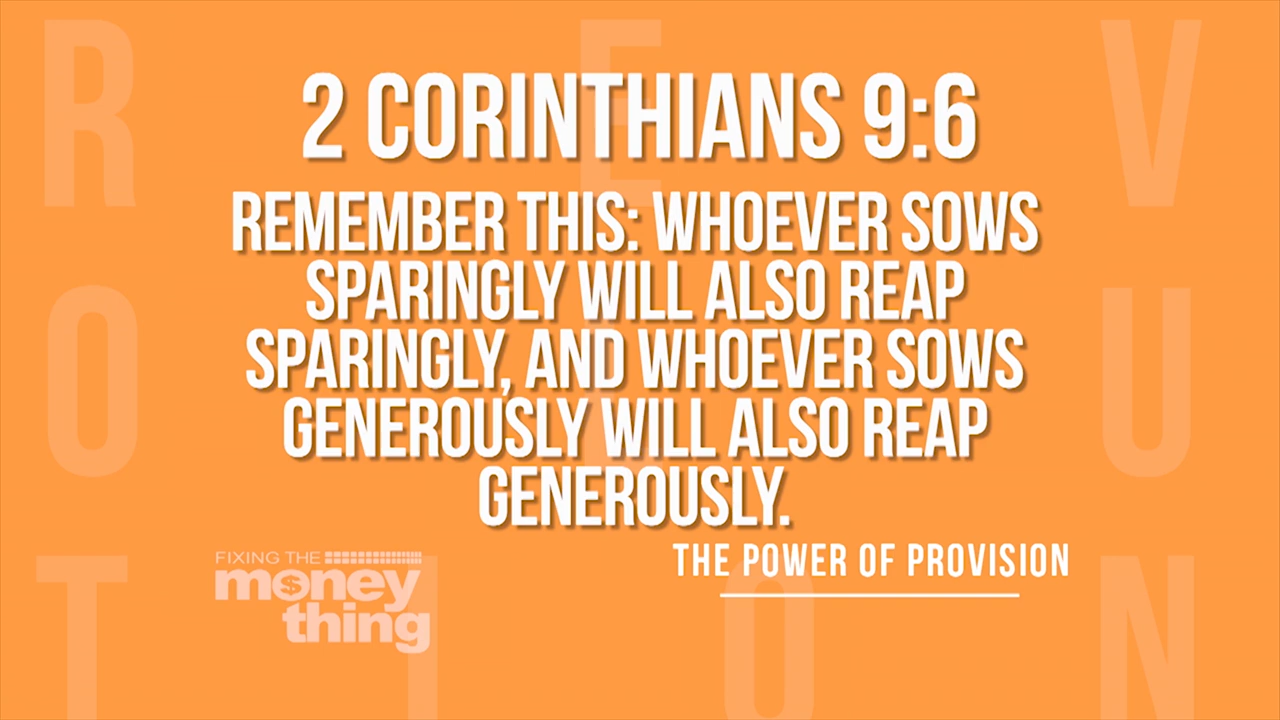 R E V
2 CORINTHIANS 9:6
REMEMBER THIS: WHOEVER SOWS
SPARINGLY WILL ALSO REAP
SPARINGLY, AND WHOEVER SOWS
GENEROUSLY WILL ALSO REAP
GENEROUSLY.
O L U
T I O N
FIXING THE
money
thing
THE POWER OF PROVISION